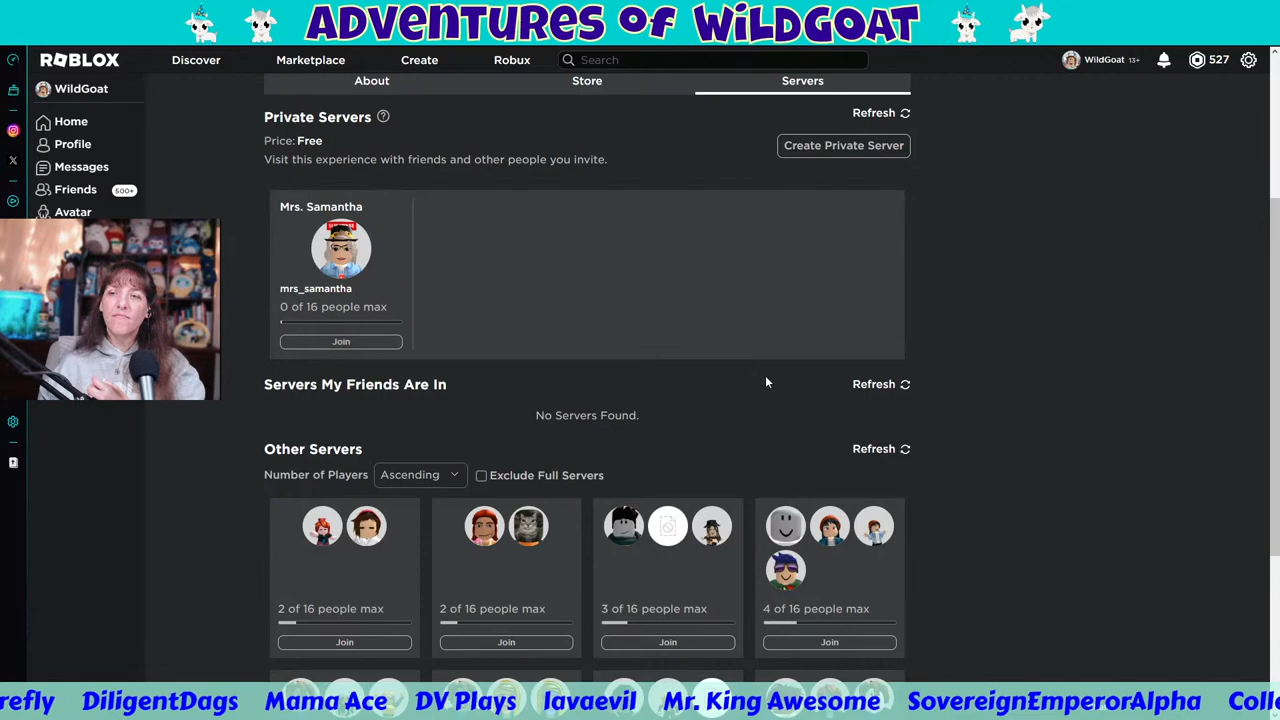 ADVENTURES OF WILDGOAT
ROBLOX Discover Marketplace Create Robux Search WildGoat 13+ 527
WildGoat
Home
Profile
Messages
Friends 500+
Avatar
About Store Servers
Private Servers Refresh
Price: Free Create Private Server
Visit this experience with friends and other people you invite.
Mrs. Samantha
mrs_samantha
0 of 16 people max
Join
Servers My Friends Are In Refresh
No Servers Found.
Other Servers Refresh
Number of Players Ascending Exclude Full Servers
2 of 16 people max 2 of 16 people max 3 of 16 people max 4 of 16 people max
Join Join Join Join
refly DiligentDags Mama Ace DV Plays lavaevil Mr. King Awesome SovereignEmperorAlpha Colle